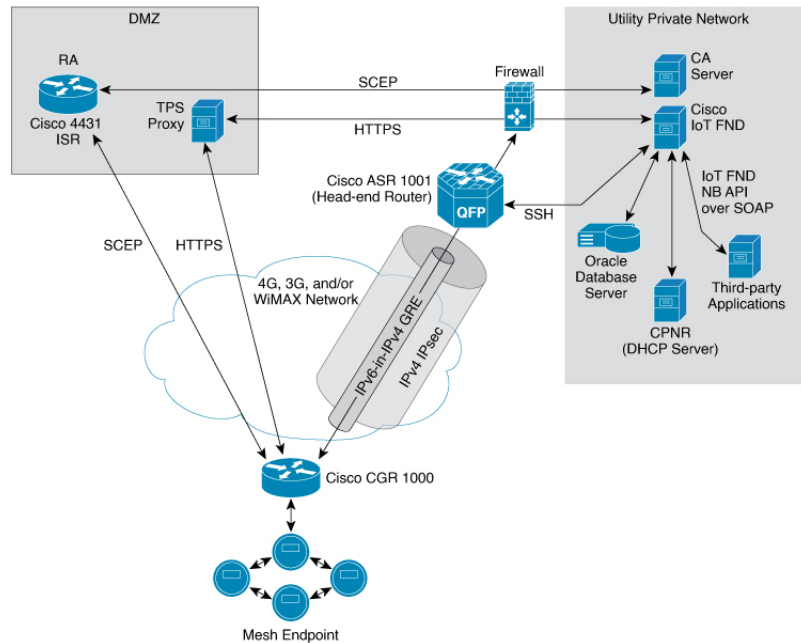 DMZ
RA
Cisco 4431
ISR
TPS
Proxy
SCEP
HTTPS
Firewall
Utility Private Network
CA
Server
Cisco
IoT FND
Cisco ASR 1001
(Head-end Router)
QFP
SSH
IoT FND
NB API
over SOAP
Oracle
Database
Server
Third-party
Applications
CPNR
(DHCP Server)
SCEP
HTTPS
4G, 3G, and/or
WiMAX Network
IPv6-in-IPv4 GRE
IPv4 IPsec
Cisco CGR 1000
Mesh Endpoint